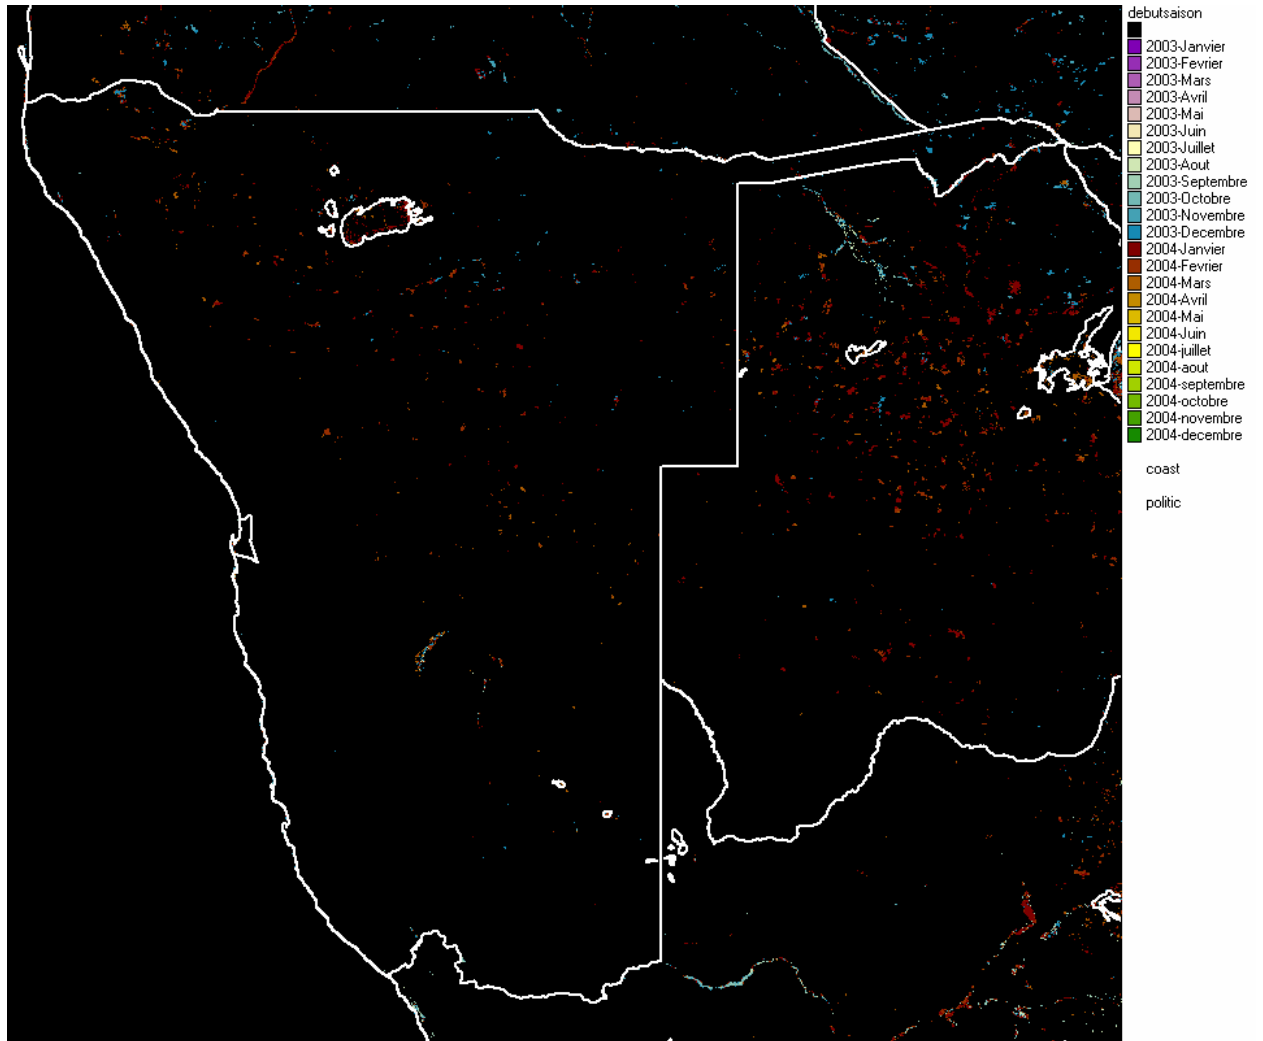 debutsaison
2003-Janvier
2003-Fevrier
2003-Mars
2003-Avril
2003-Mai
2003-Juin
2003-Juillet
2003-Aout
2003-Septembre
2003-Octobre
2003-Novembre
2003-Decembre
2004-Janvier
2004-Fevrier
2004-Mars
2004-Avril
2004-Mai
2004-Juin
2004-juillet
2004-aout
2004-septembre
2004-octobre
2004-novembre
2004-decembre
coast
politic